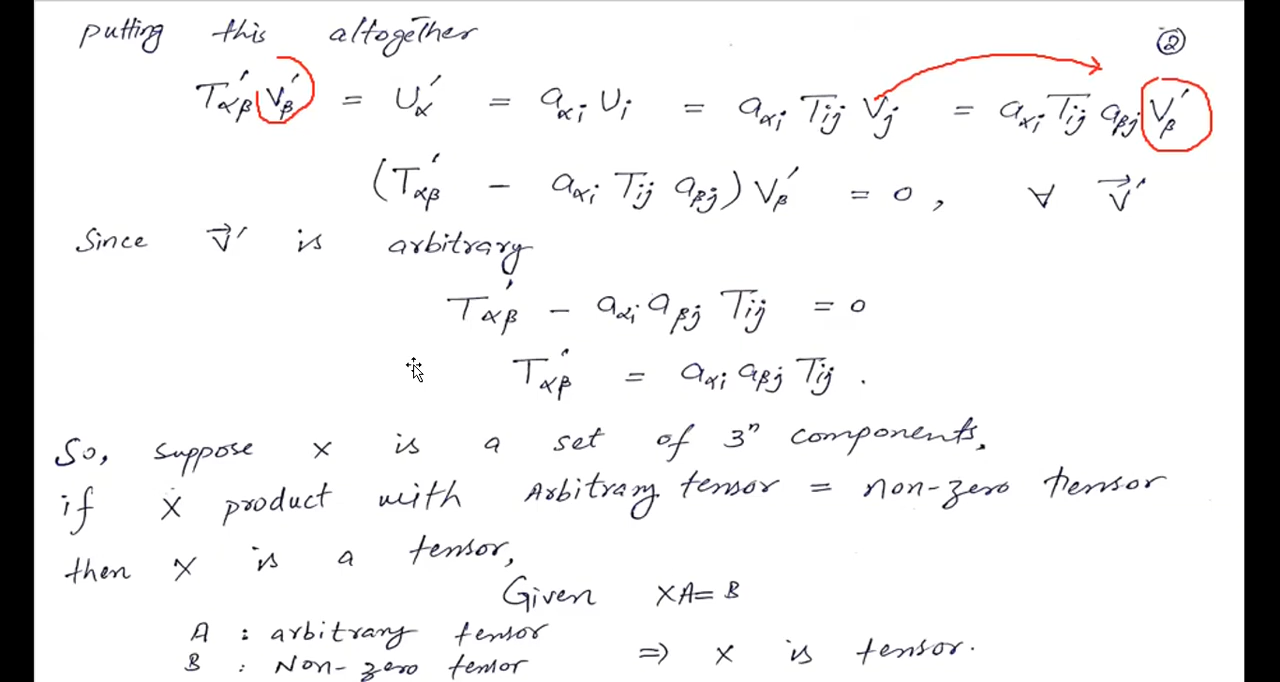 putting this altogether ②
T'αβ V'β = U'α = aαi Ui = aαi Tij Vj = aαi Tij aβj V'β
(T'αβ - aαi Tij aβj) V'β = 0, ∀ V⃗'
Since V⃗' is arbitrary
T'αβ - aαi aβj Tij = 0
T'αβ = aαi aβj Tij .
So, suppose X is a set of 3ⁿ components,
if X product with Arbitrary tensor = non-zero tensor
then X is a tensor,
Given XA = B
A : arbitrary tensor
B : Non-zero tensor ⇒ X is tensor.